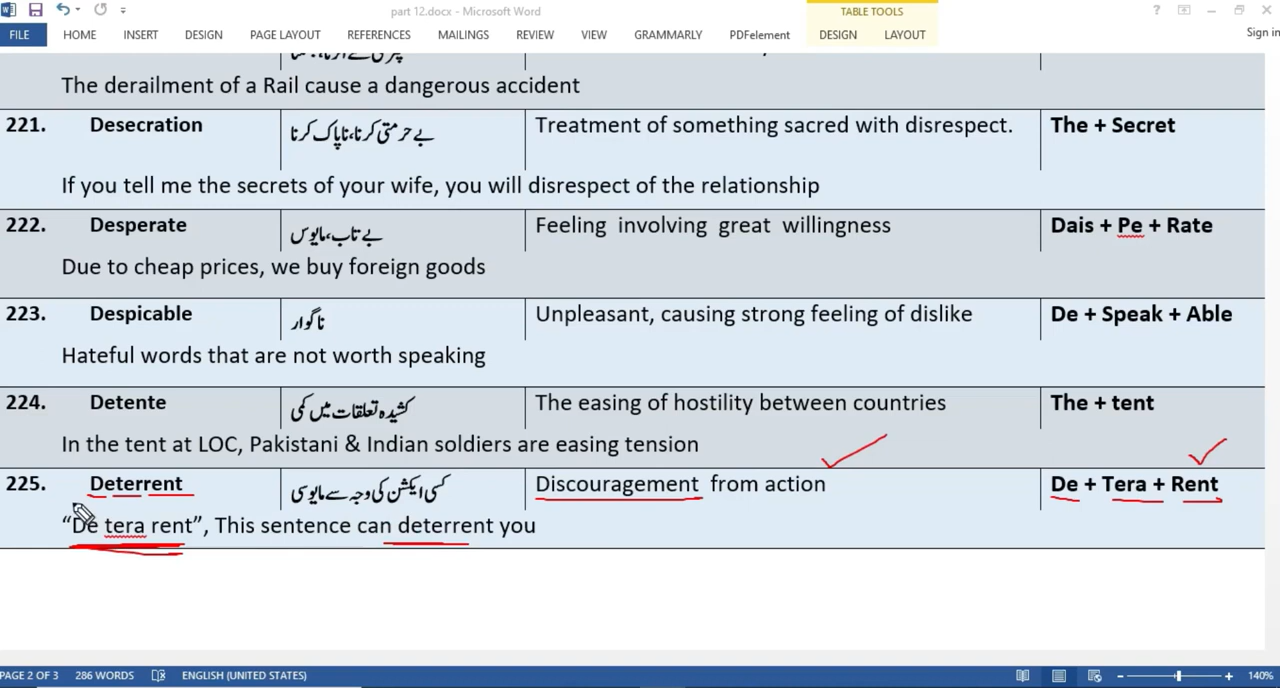 part 12.docx - Microsoft Word
TABLE TOOLS
FILE HOME INSERT DESIGN PAGE LAYOUT REFERENCES MAILINGS REVIEW VIEW GRAMMARLY PDFelement DESIGN LAYOUT Sign in
The derailment of a Rail cause a dangerous accident
221. Desecration بے حرمتی کرنا،ناپاک کرنا Treatment of something sacred with disrespect. The + Secret
If you tell me the secrets of your wife, you will disrespect of the relationship
222. Desperate بے تاب،مایوس Feeling involving great willingness Dais + Pe + Rate
Due to cheap prices, we buy foreign goods
223. Despicable ناگوار Unpleasant, causing strong feeling of dislike De + Speak + Able
Hateful words that are not worth speaking
224. Detente کشیدہ تعلقات میں کمی The easing of hostility between countries The + tent
In the tent at LOC, Pakistani & Indian soldiers are easing tension
225. Deterrent کسی ایکشن کی وجہ سے مایوسی Discouragement from action De + Tera + Rent
“De tera rent”, This sentence can deterrent you
PAGE 2 OF 3 286 WORDS ENGLISH (UNITED STATES) 140%